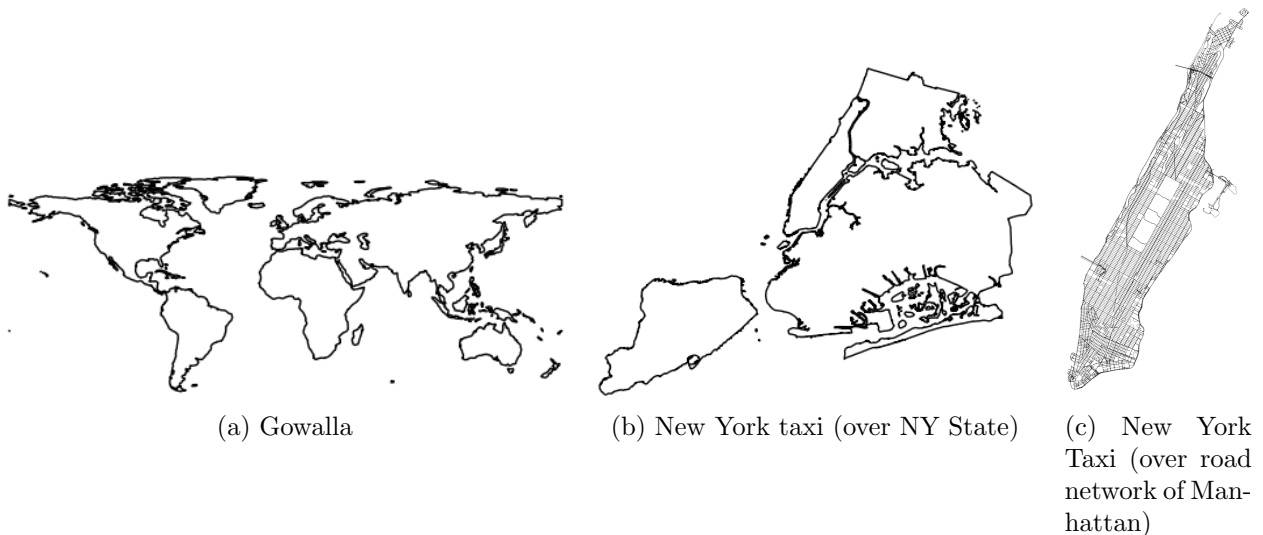 (a) Gowalla
(b) New York taxi (over NY State)
(c) New York
Taxi (over road
network of Man-
hattan)